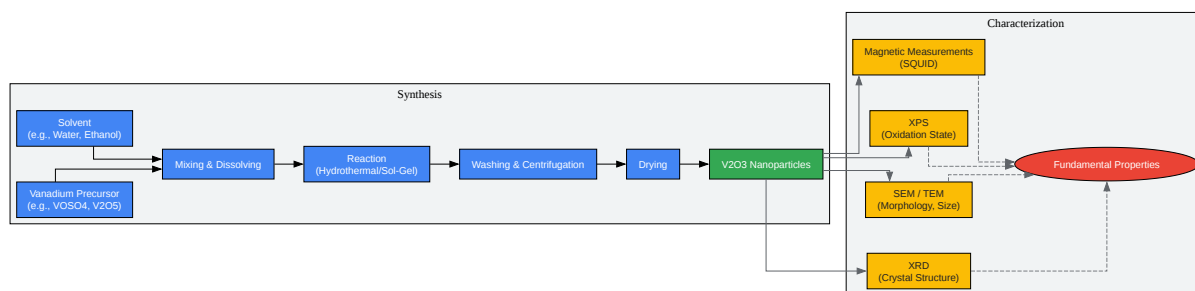 Characterization
Magnetic Measurements
(SQUID)
Synthesis
Solvent
(e.g., Water, Ethanol)
XPS
(Oxidation State)
Mixing & Dissolving
Reaction
(Hydrothermal/Sol-Gel)
Washing & Centrifugation
Drying
V2O3 Nanoparticles
Fundamental Properties
Vanadium Precursor
(e.g., VOSO4, V2O5)
SEM / TEM
(Morphology, Size)
XRD
(Crystal Structure)